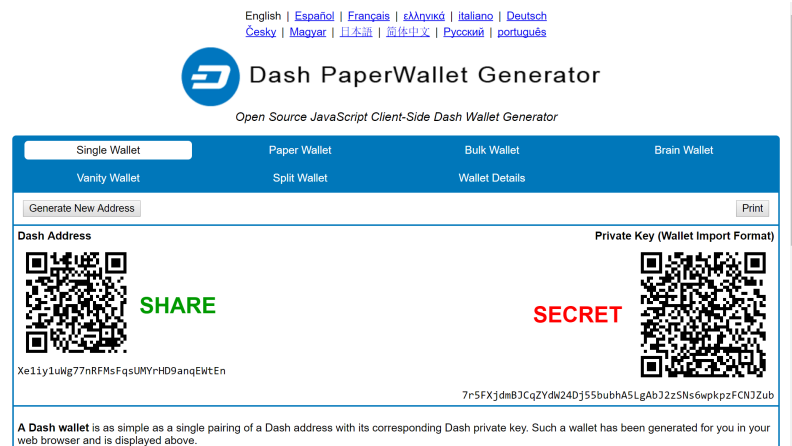 English | Español | Français | ελληνικά | italiano | Deutsch
Česky | Magyar | 日本語 | 简体中文 | Русский | português
Dash PaperWallet Generator
Open Source JavaScript Client-Side Dash Wallet Generator
Single Wallet Paper Wallet Bulk Wallet Brain Wallet
Vanity Wallet Split Wallet Wallet Details
Generate New Address Print
Dash Address Private Key (Wallet Import Format)
SHARE SECRET
Xe1iy1uWg77nRFMsFqsUMYrHD9anqEWtEn
7r5FXjdmBJCqZYdW24Dj55bubhA5LgAbJ2zSNs6wpkpzFCNJZub
A Dash wallet is as simple as a single pairing of a Dash address with its corresponding Dash private key. Such a wallet has been generated for you in your
web browser and is displayed above.